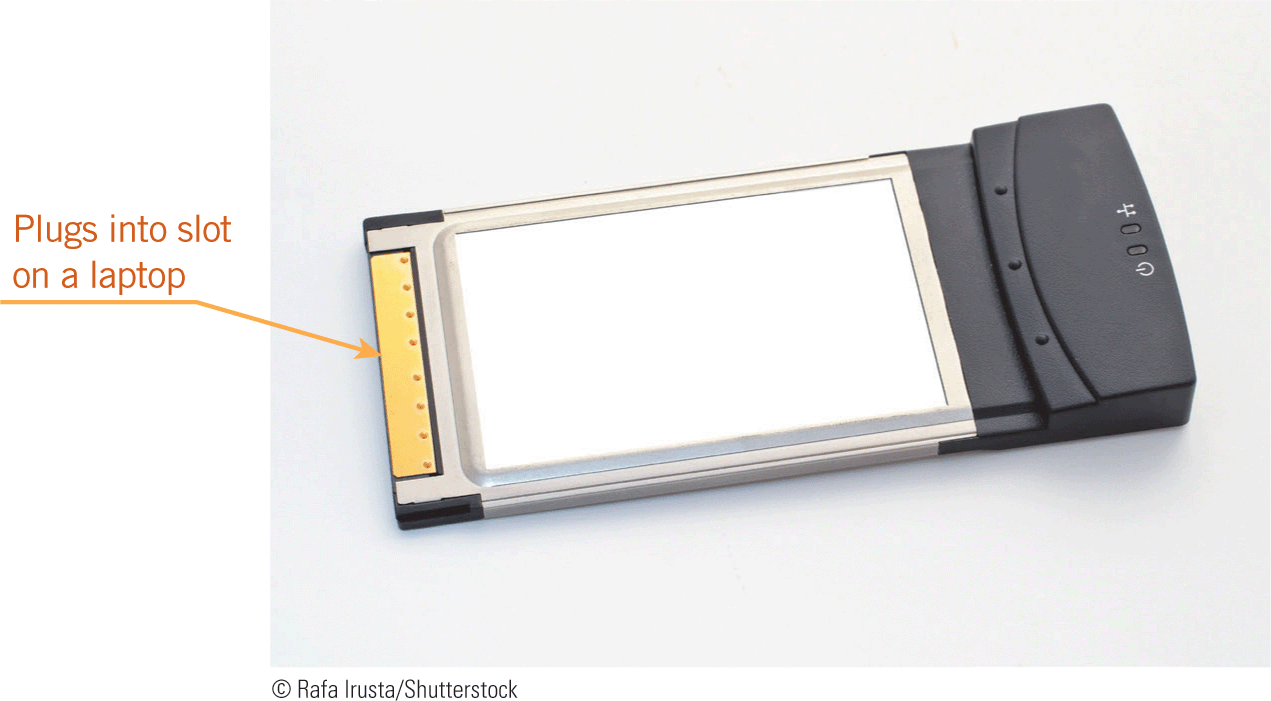 Plugs into slot
on a laptop
© Rafa Irusta/Shutterstock